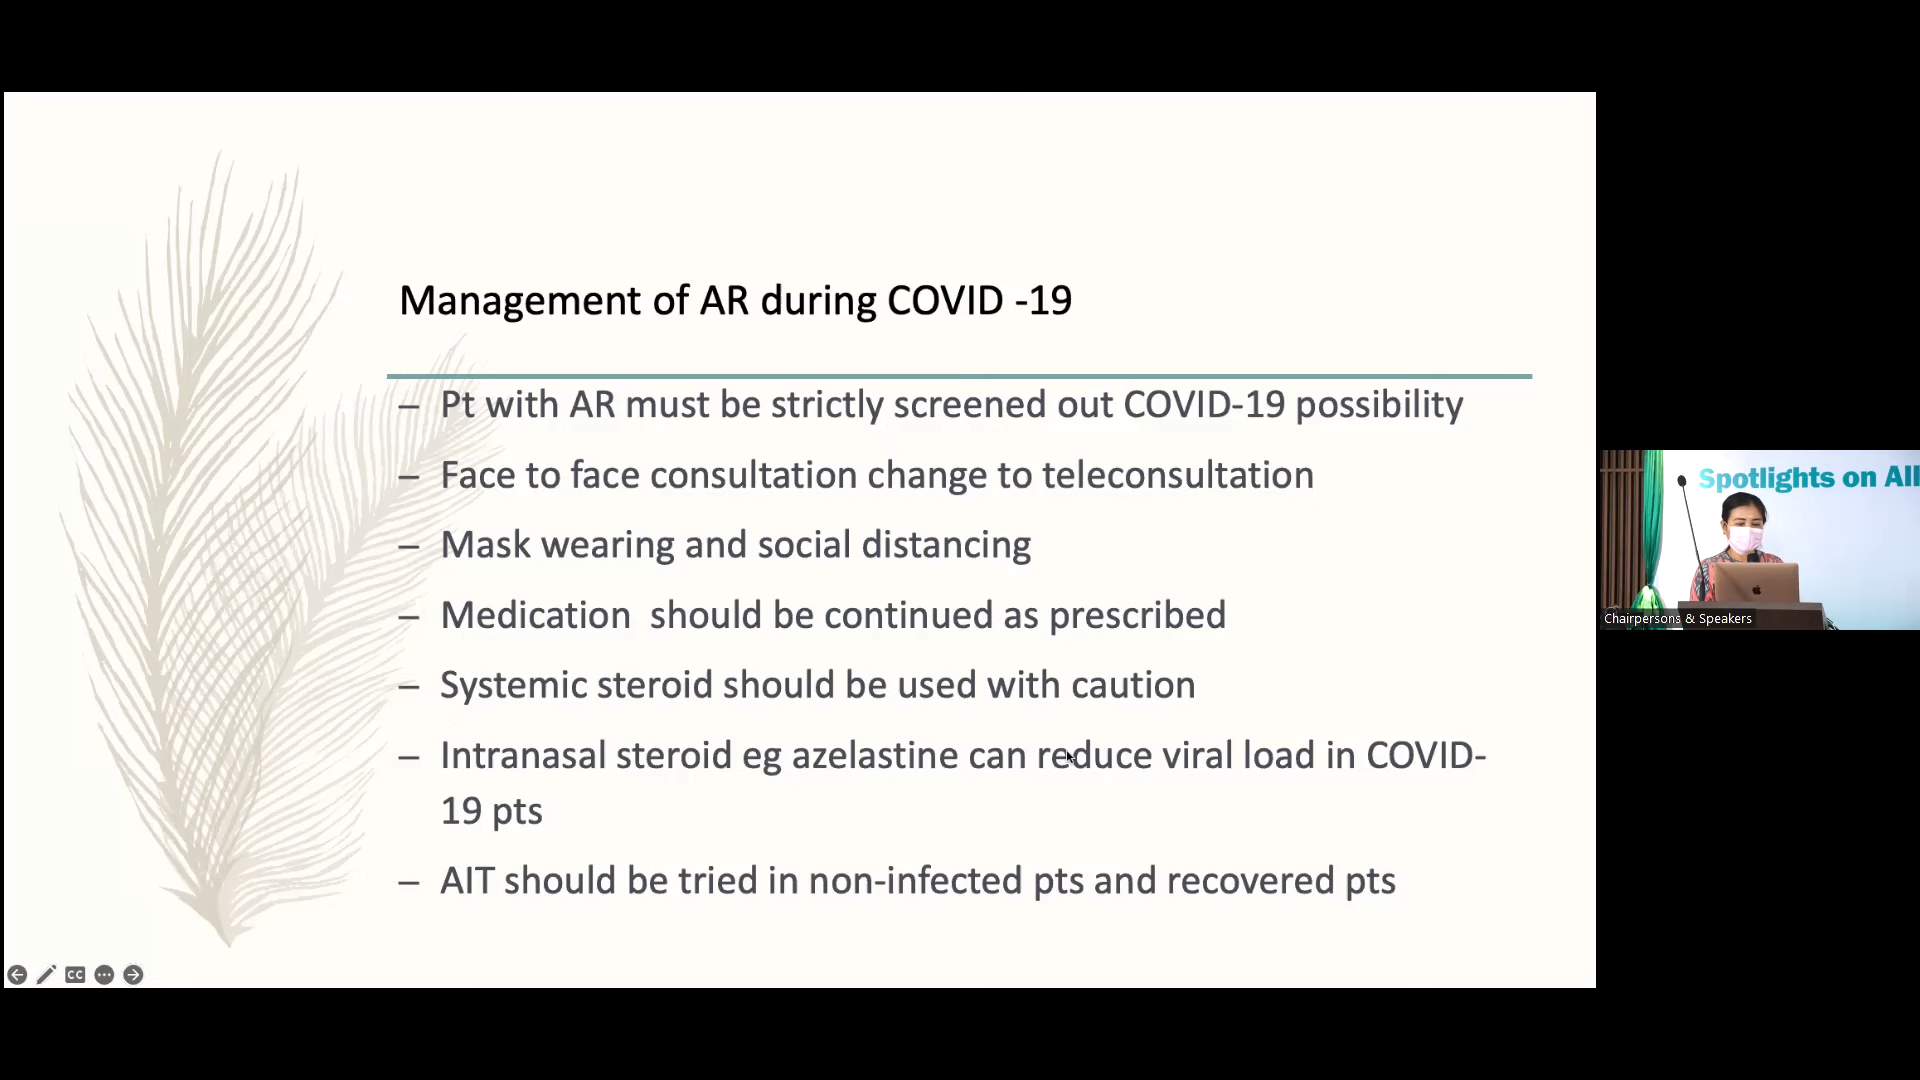 Management of AR during COVID -19
– Pt with AR must be strictly screened out COVID-19 possibility
– Face to face consultation change to teleconsultation
– Mask wearing and social distancing
– Medication  should be continued as prescribed
– Systemic steroid should be used with caution
– Intranasal steroid eg azelastine can reduce viral load in COVID-
19 pts
– AIT should be tried in non-infected pts and recovered pts
CC
Spotlights on All
Chairpersons & Speakers